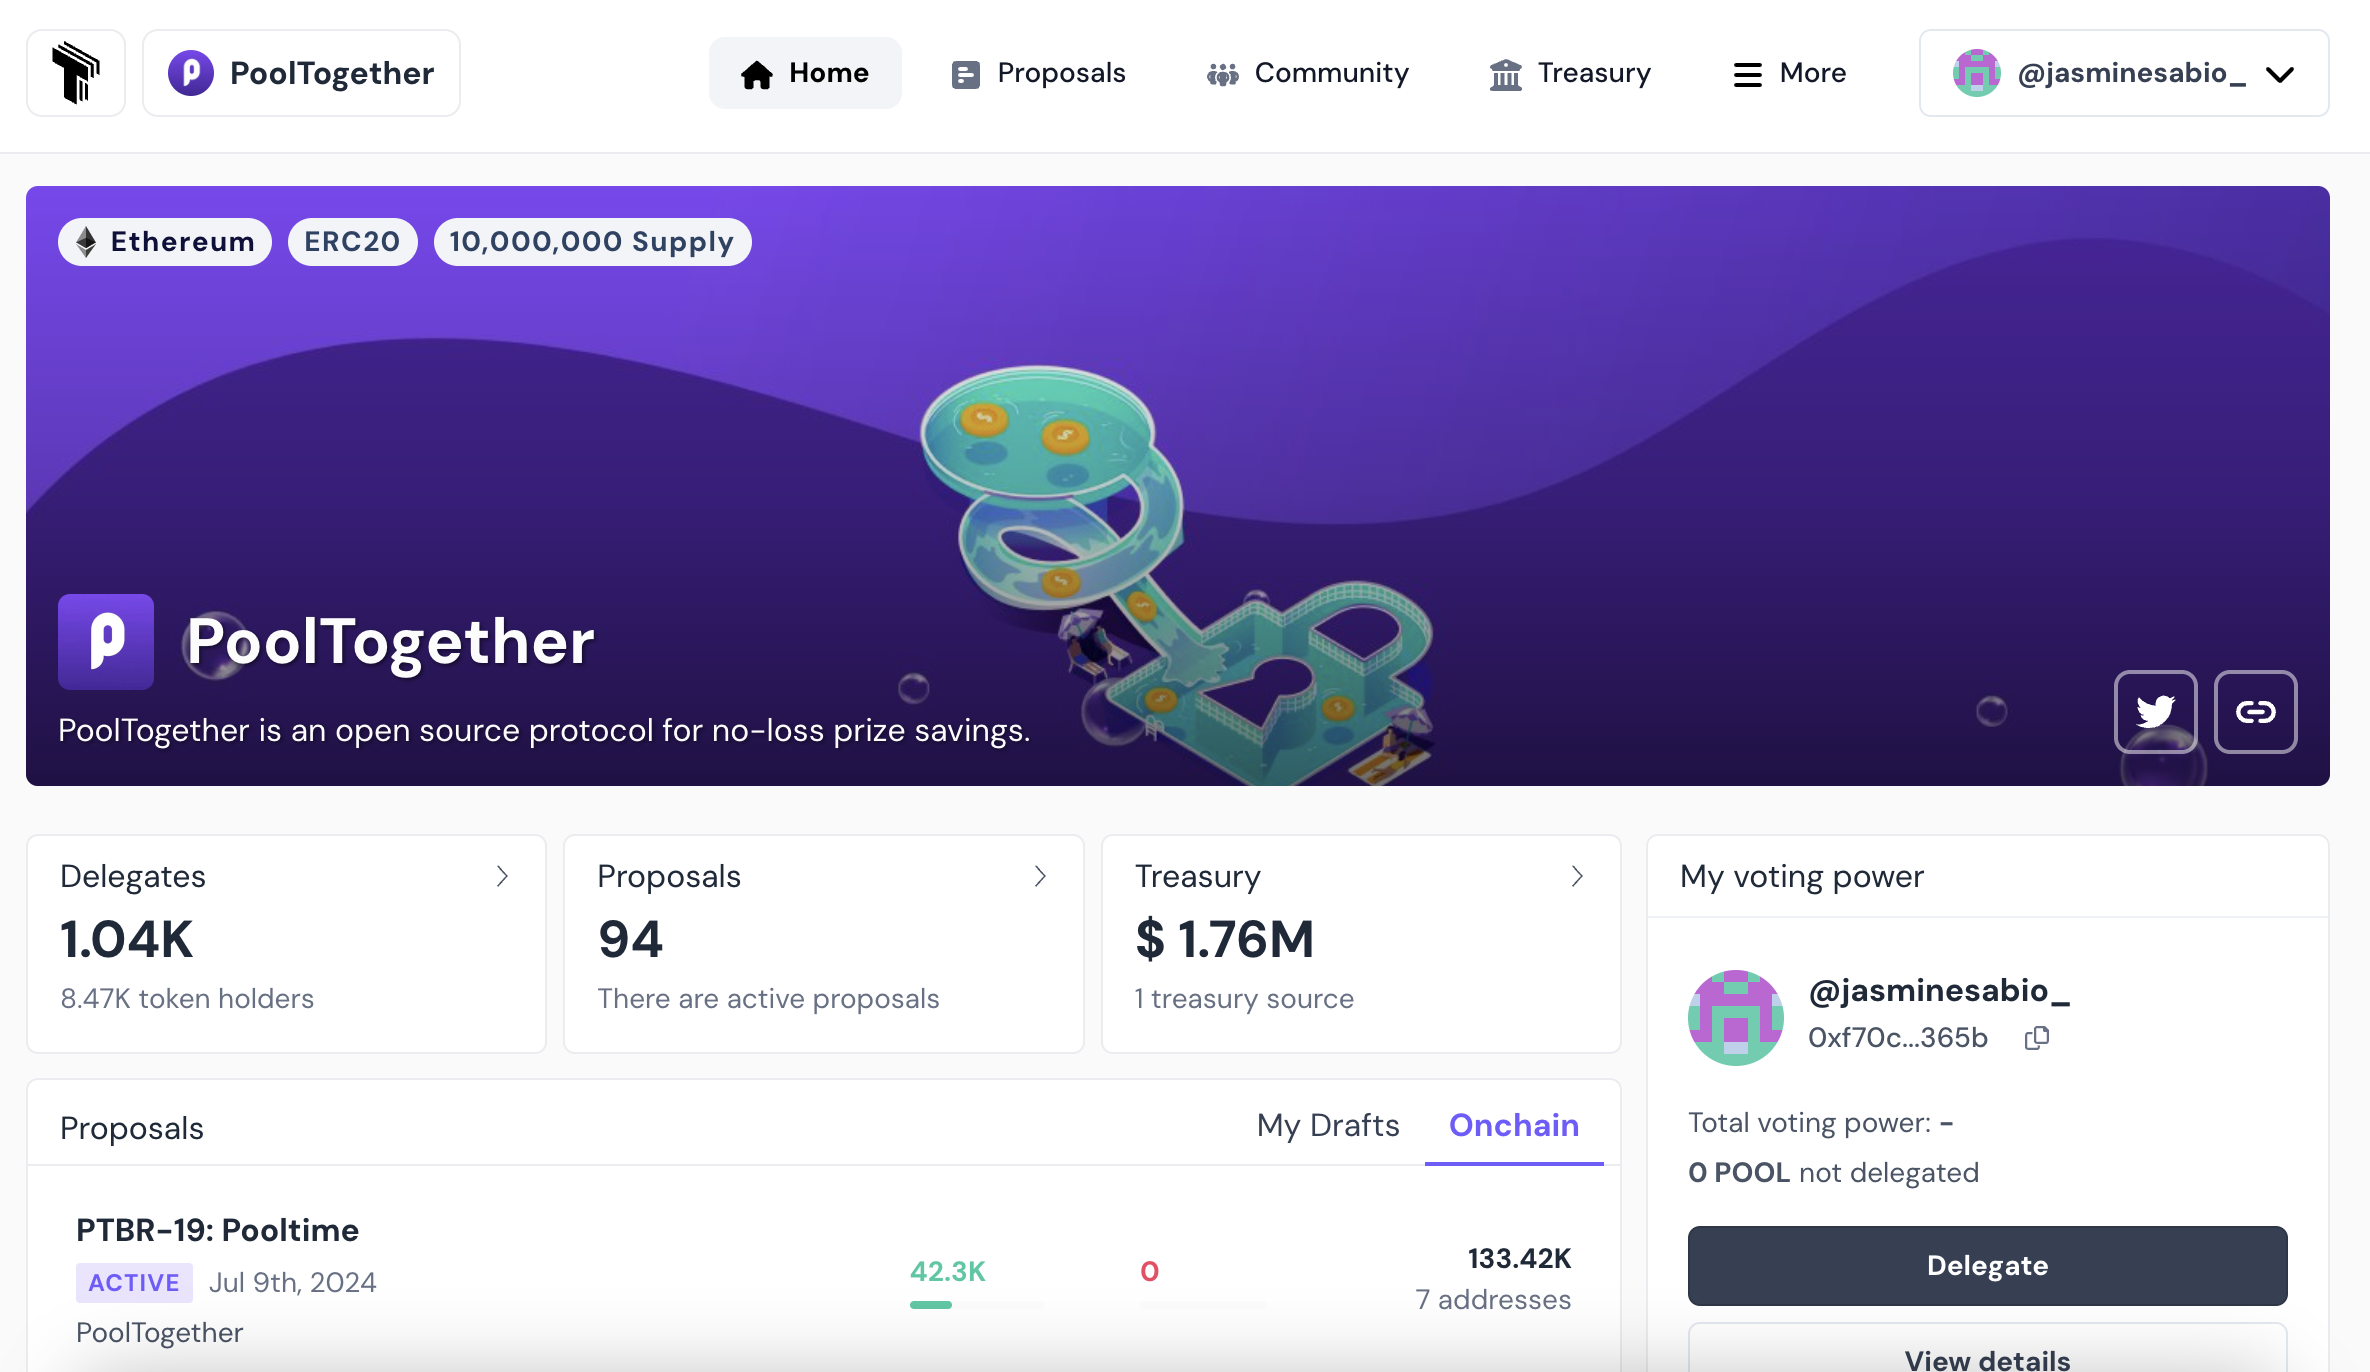 PoolTogether
Home
Proposals
Community
Treasury
More
@jasminesabio_
Ethereum
ERC20
10,000,000 Supply
PoolTogether
PoolTogether is an open source protocol for no-loss prize savings.
Delegates
1.04K
8.47K token holders
Proposals
94
There are active proposals
Treasury
$ 1.76M
1 treasury source
My voting power
@jasminesabio_
0xf70c...365b
Total voting power: -
0 POOL not delegated
Delegate
View details
Proposals
My Drafts
Onchain
PTBR-19: Pooltime
ACTIVE Jul 9th, 2024
PoolTogether
42.3K
0
133.42K
7 addresses